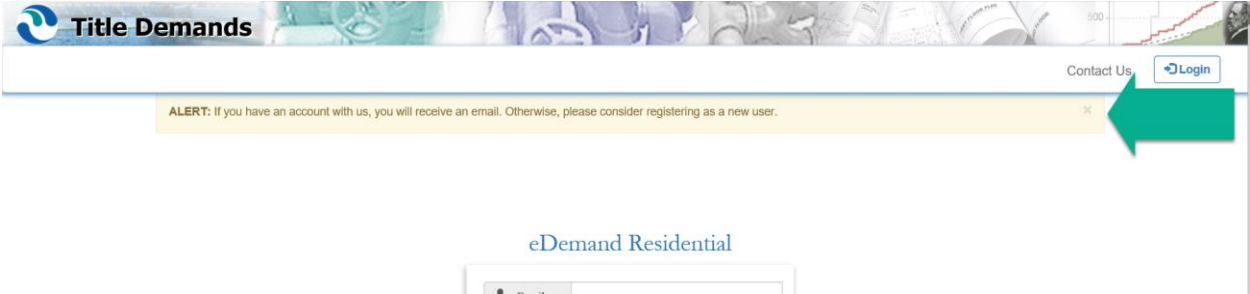 Title Demands
500
Contact Us
Login
ALERT: If you have an account with us, you will receive an email. Otherwise, please consider registering as a new user.
eDemand Residential